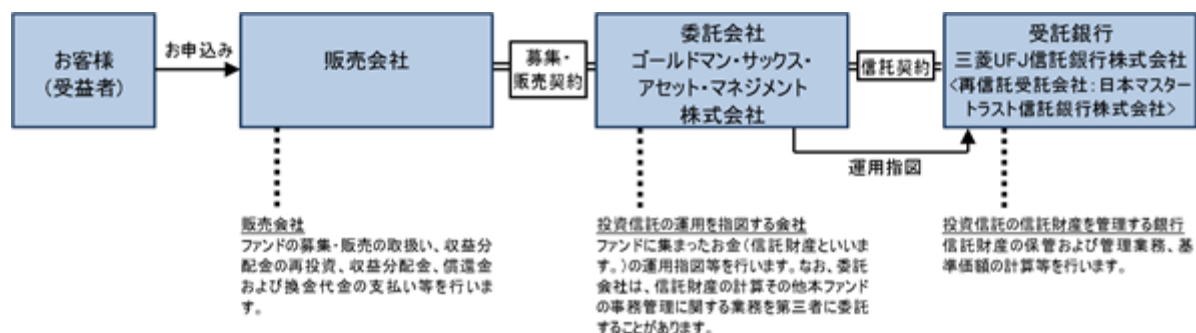 お客様
(受益者)
お申込み
販売会社
募集・
販売契約
委託会社
ゴールドマン・サックス・
アセット・マネジメント
株式会社
信託契約
受託銀行
三菱UFJ信託銀行株式会社
<再信託受託会社:日本マスター
トラスト信託銀行株式会社>
運用指図
販売会社
ファンドの募集・販売の取扱い、収益分
配金の再投資、収益分配金、償還金
および換金代金の支払い等を行いま
す。
投資信託の運用を指図する会社
ファンドに集まったお金(信託財産といいま
す。)の運用指図等を行います。なお、委託
会社は、信託財産の計算その他本ファンド
の事務管理に関する業務を第三者に委託
することがあります。
投資信託の信託財産を管理する銀行
信託財産の保管および管理業務、基
準価額の計算等を行います。